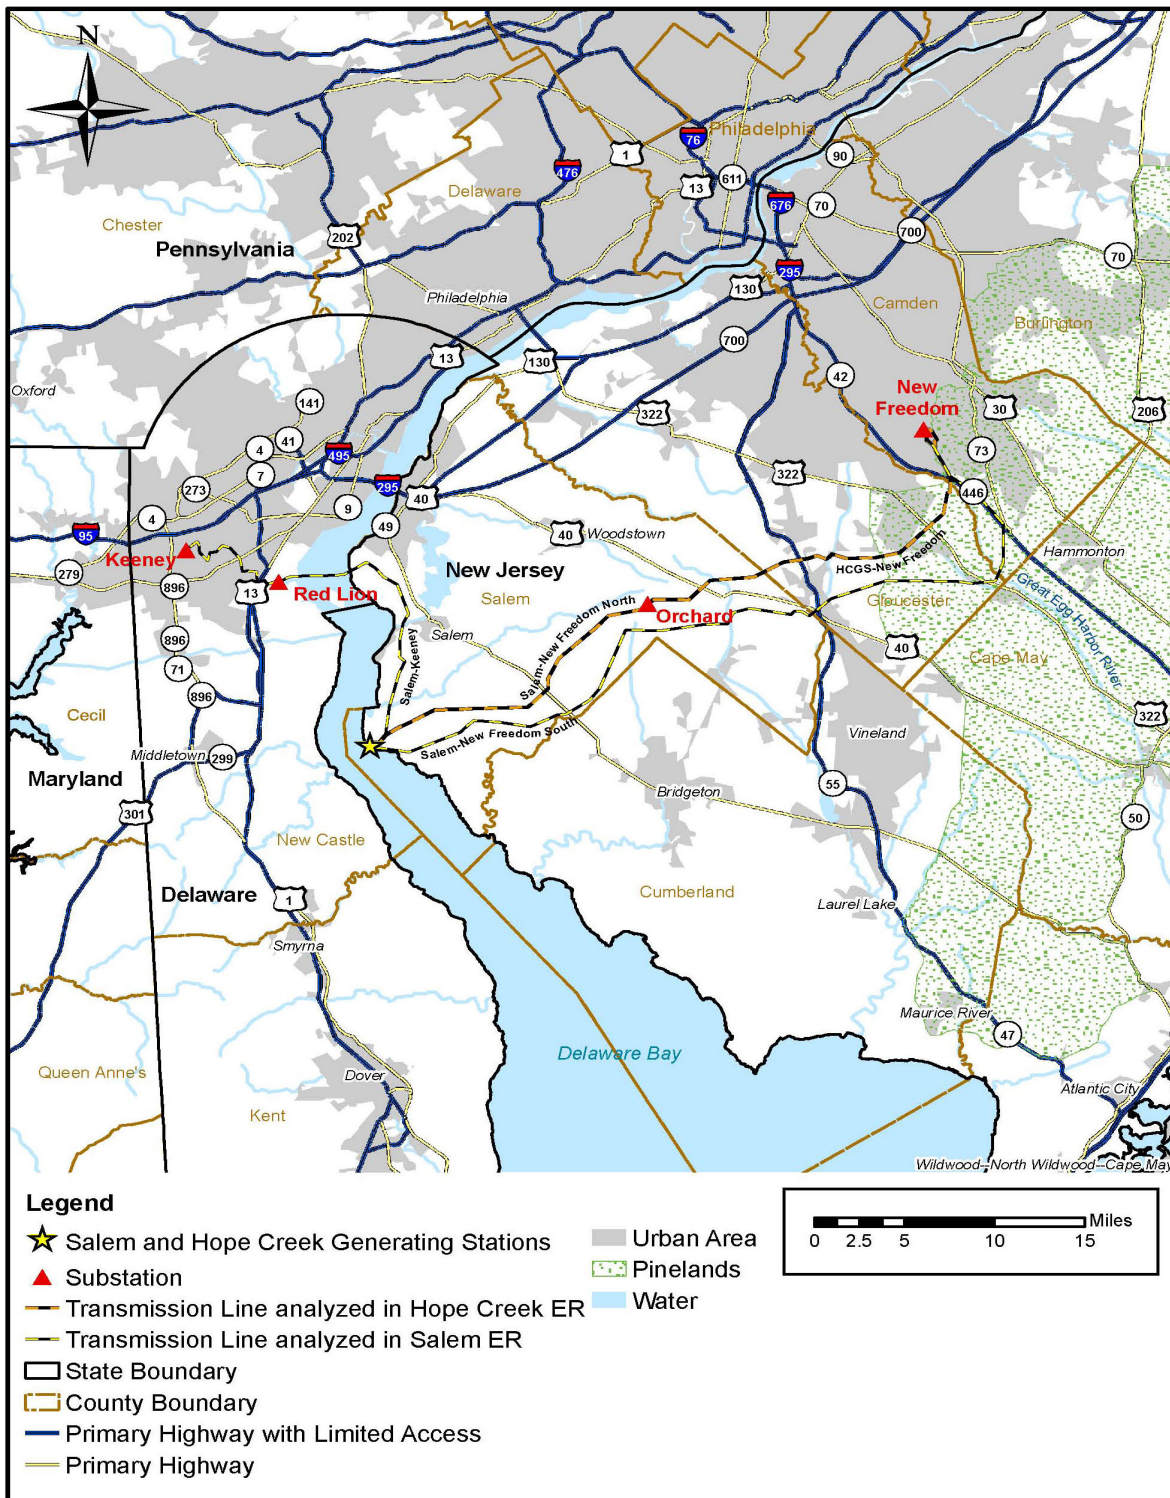 N
Philadelphia
76
1
90
476
611
13
Delaware
676
70
Chester
202
700
Pennsylvania
70
295
130
Philadelphia
Camden
Burlington
700
13
130
42
Oxford
New
Freedom
141
322
30
206
41
4
73
495
322
7
273
295
40
446
9
4
49
95
40
Woodstown
Keeney
HCGS-New Freedom
Hammonton
279
896
13
Red Lion
New Jersey
Salem
Gloucester
Great Egg Harbor River
Orchard
Salem
Salem-New Freedom North
896
40
Cape May
71
Salem-Keeney
896
Cecil
322
Salem-New Freedom South
Vineland
Middletown
299
Maryland
55
Bridgeton
301
50
New Castle
Delaware
Cumberland
1
Laurel Lake
Smyrna
Maurice River
47
Delaware Bay
Queen Anne's
Dover
Atlantic City
Kent
Wildwood--North Wildwood--Cape May
Legend
Salem and Hope Creek Generating Stations
Substation
Transmission Line analyzed in Hope Creek ER
Transmission Line analyzed in Salem ER
State Boundary
County Boundary
Primary Highway with Limited Access
Primary Highway
Urban Area
Pinelands
Water
Miles
0 2.5 5 10 15